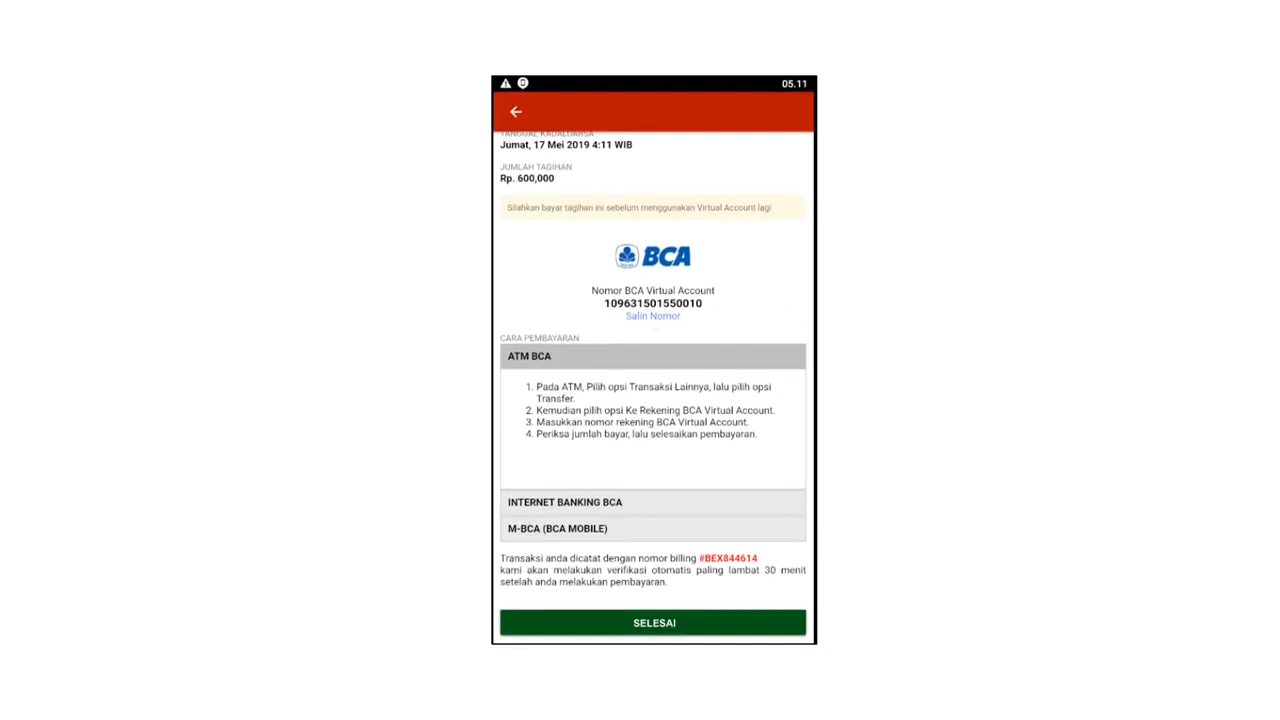 05.11
TANGGAL KADALUARSA
Jumat, 17 Mei 2019 4:11 WIB
JUMLAH TAGIHAN
Rp. 600,000
Silahkan bayar tagihan ini sebelum menggunakan Virtual Account lagi
BCA
Nomor BCA Virtual Account
109631501550010
Salin Nomor
CARA PEMBAYARAN
ATM BCA
1. Pada ATM, Pilih opsi Transaksi Lainnya, lalu pilih opsi
Transfer.
2. Kemudian pilih opsi Ke Rekening BCA Virtual Account.
3. Masukkan nomor rekening BCA Virtual Account.
4. Periksa jumlah bayar, lalu selesaikan pembayaran.
INTERNET BANKING BCA
M-BCA (BCA MOBILE)
Transaksi anda dicatat dengan nomor billing #BEX844614
kami akan melakukan verifikasi otomatis paling lambat 30 menit
setelah anda melakukan pembayaran.
SELESAI